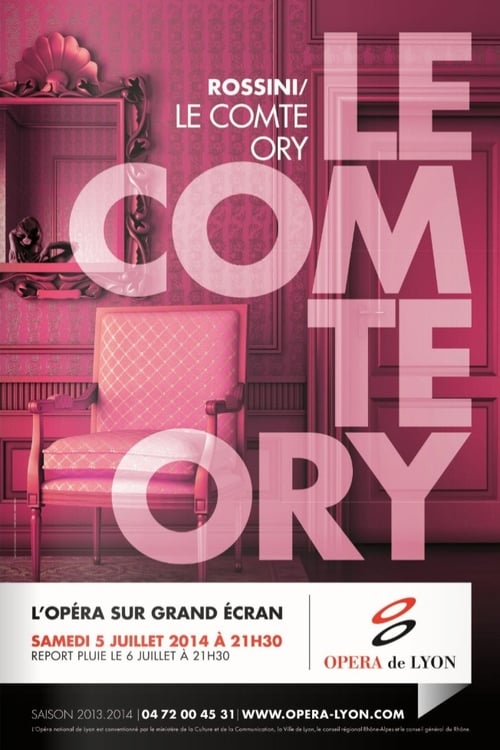 ROSSINI/
LE COMTE
ORY
LE
COM
TE
ORY
L'OPÉRA SUR GRAND ÉCRAN
SAMEDI 5 JUILLET 2014 À 21H30
REPORT PLUIE LE 6 JUILLET À 21H30
OPERA de LYON
SAISON 2013.2014 | 04 72 00 45 31 | WWW.OPERA-LYON.COM
L'Opéra national de Lyon est conventionné par le ministère de la Culture et de la Communication, la Ville de Lyon, le conseil régional Rhône-Alpes et le conseil général du Rhône.